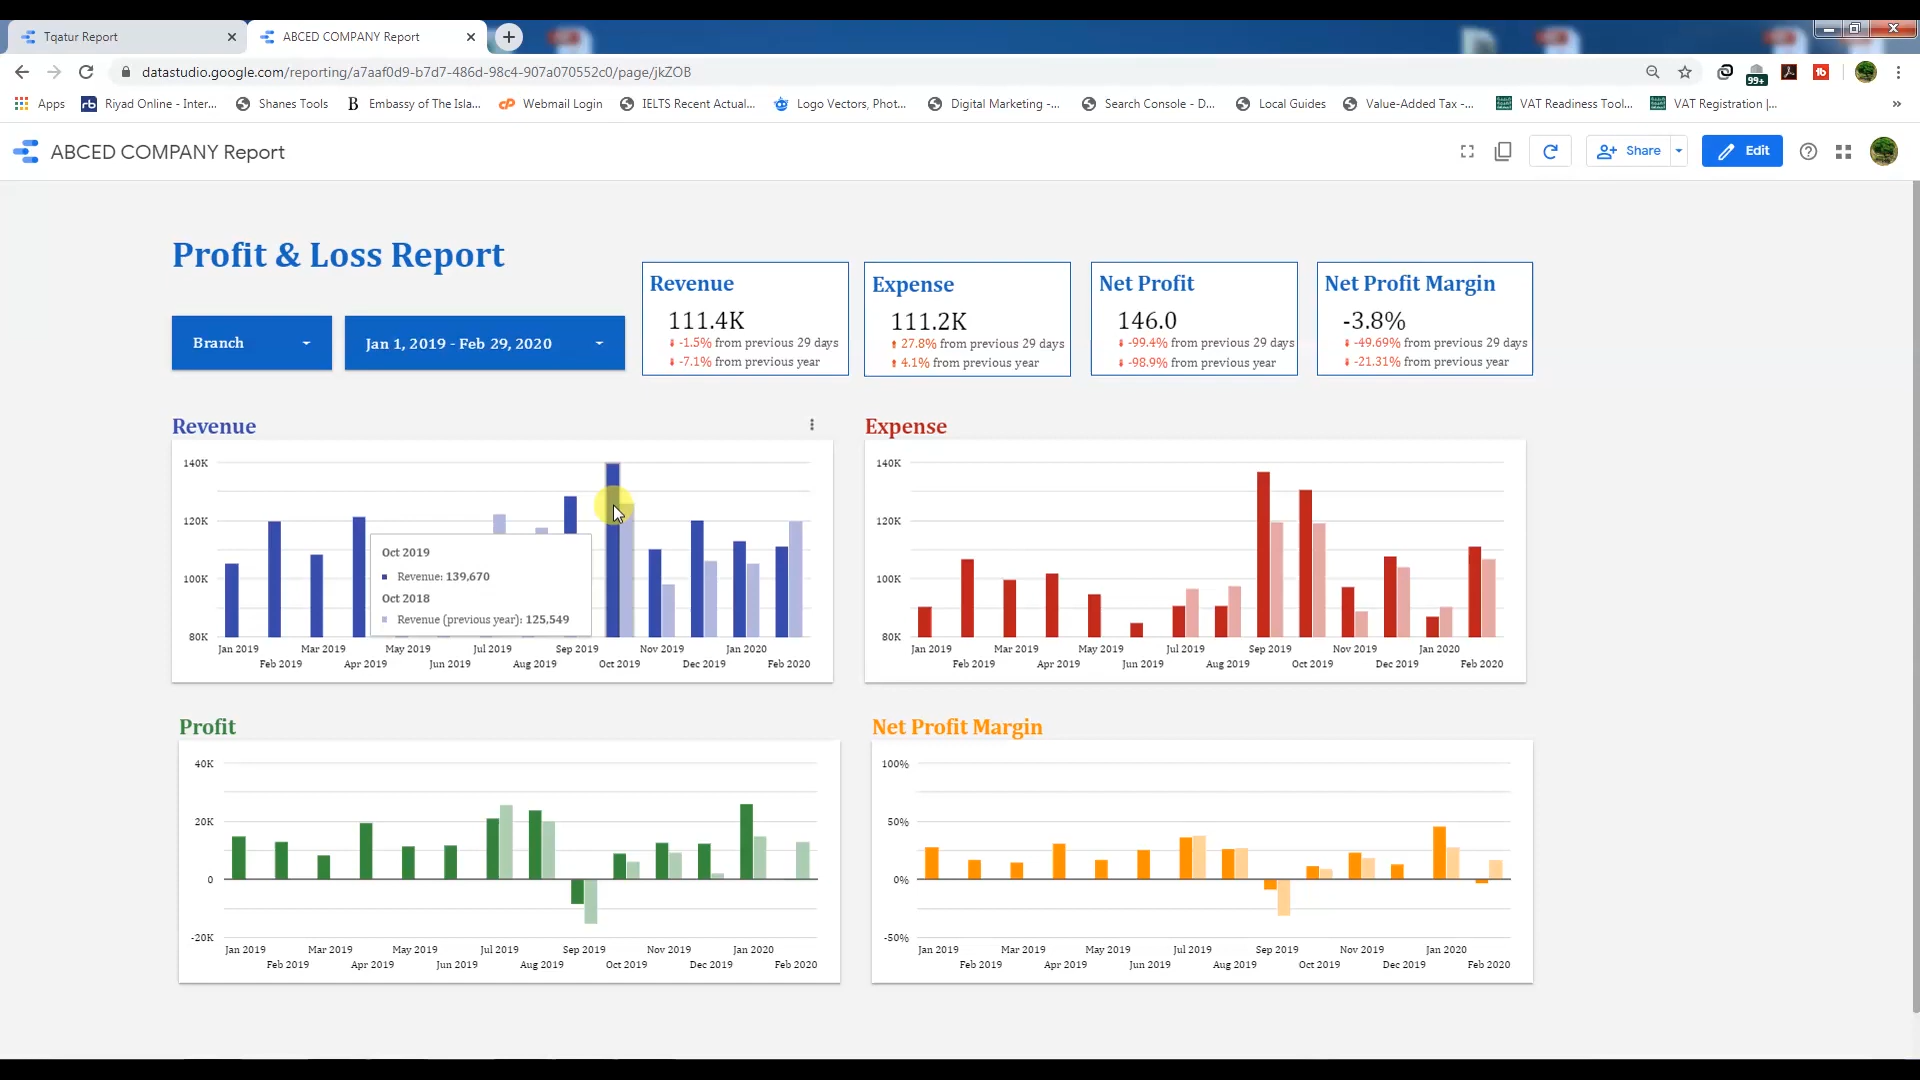 Tqatur Report
ABCED COMPANY Report
datastudio.google.com/reporting/a7aaf0d9-b7d7-486d-98c4-907a070552c0/page/jkZOB
99+
Apps
Riyad Online - Inter...
Shanes Tools
Embassy of The Isla...
Webmail Login
IELTS Recent Actual...
Logo Vectors, Phot...
Digital Marketing -...
Search Console - D...
Local Guides
Value-Added Tax -...
VAT Readiness Tool...
VAT Registration |...
»
ABCED COMPANY Report
Share
Edit
Profit & Loss Report
Branch
Jan 1, 2019 - Feb 29, 2020
Revenue
111.4K
-1.5% from previous 29 days
-7.1% from previous year
Expense
111.2K
27.8% from previous 29 days
4.1% from previous year
Net Profit
146.0
-99.4% from previous 29 days
-98.9% from previous year
Net Profit Margin
-3.8%
-49.69% from previous 29 days
-21.31% from previous year
Revenue
140K
120K
100K
80K
Oct 2019
Revenue: 139,670
Oct 2018
Revenue (previous year): 125,549
Jan 2019 Mar 2019 May 2019 Jul 2019 Sep 2019 Nov 2019 Jan 2020
Feb 2019 Apr 2019 Jun 2019 Aug 2019 Oct 2019 Dec 2019 Feb 2020
Expense
140K
120K
100K
80K
Jan 2019 Mar 2019 May 2019 Jul 2019 Sep 2019 Nov 2019 Jan 2020
Feb 2019 Apr 2019 Jun 2019 Aug 2019 Oct 2019 Dec 2019 Feb 2020
Profit
40K
20K
0
-20K
Jan 2019 Mar 2019 May 2019 Jul 2019 Sep 2019 Nov 2019 Jan 2020
Feb 2019 Apr 2019 Jun 2019 Aug 2019 Oct 2019 Dec 2019 Feb 2020
Net Profit Margin
100%
50%
0%
-50%
Jan 2019 Mar 2019 May 2019 Jul 2019 Sep 2019 Nov 2019 Jan 2020
Feb 2019 Apr 2019 Jun 2019 Aug 2019 Oct 2019 Dec 2019 Feb 2020